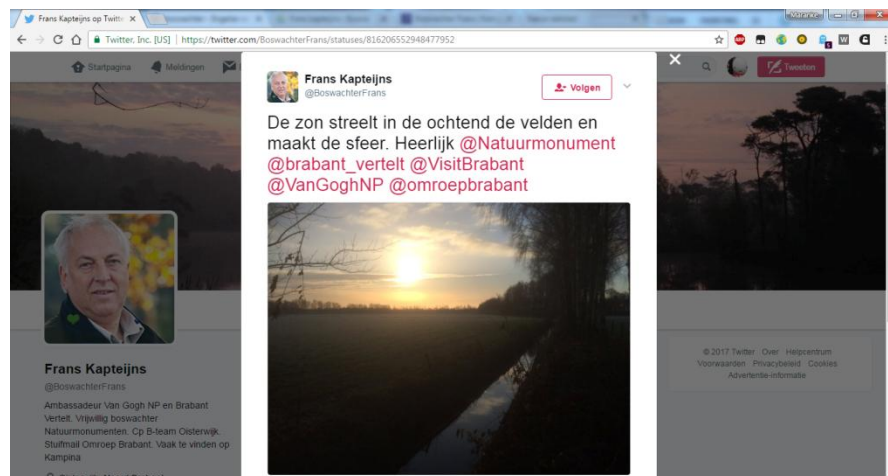 Frans Kapteijns op Twitte
Maranke
Twitter, Inc. [US] | https://twitter.com/BoswachterFrans/statuses/816206552948477952
Startpagina Meldingen
Tweeten
Frans Kapteijns
@BoswachterFrans
Volgen
De zon streelt in de ochtend de velden en
maakt de sfeer. Heerlijk @Natuurmonument
@brabant_vertelt @VisitBrabant
@VanGoghNP @omroepbrabant
Frans Kapteijns
@BoswachterFrans
Ambassadeur Van Gogh NP en Brabant
Vertelt. Vrijwillig boswachter
Natuurmonumenten. Cp B-team Oisterwijk.
Stuifmail Omroep Brabant. Vaak te vinden op
Kampina
© 2017 Twitter Over Helpcentrum
Voorwaarden Privacybeleid Cookies
Advertentie-informatie